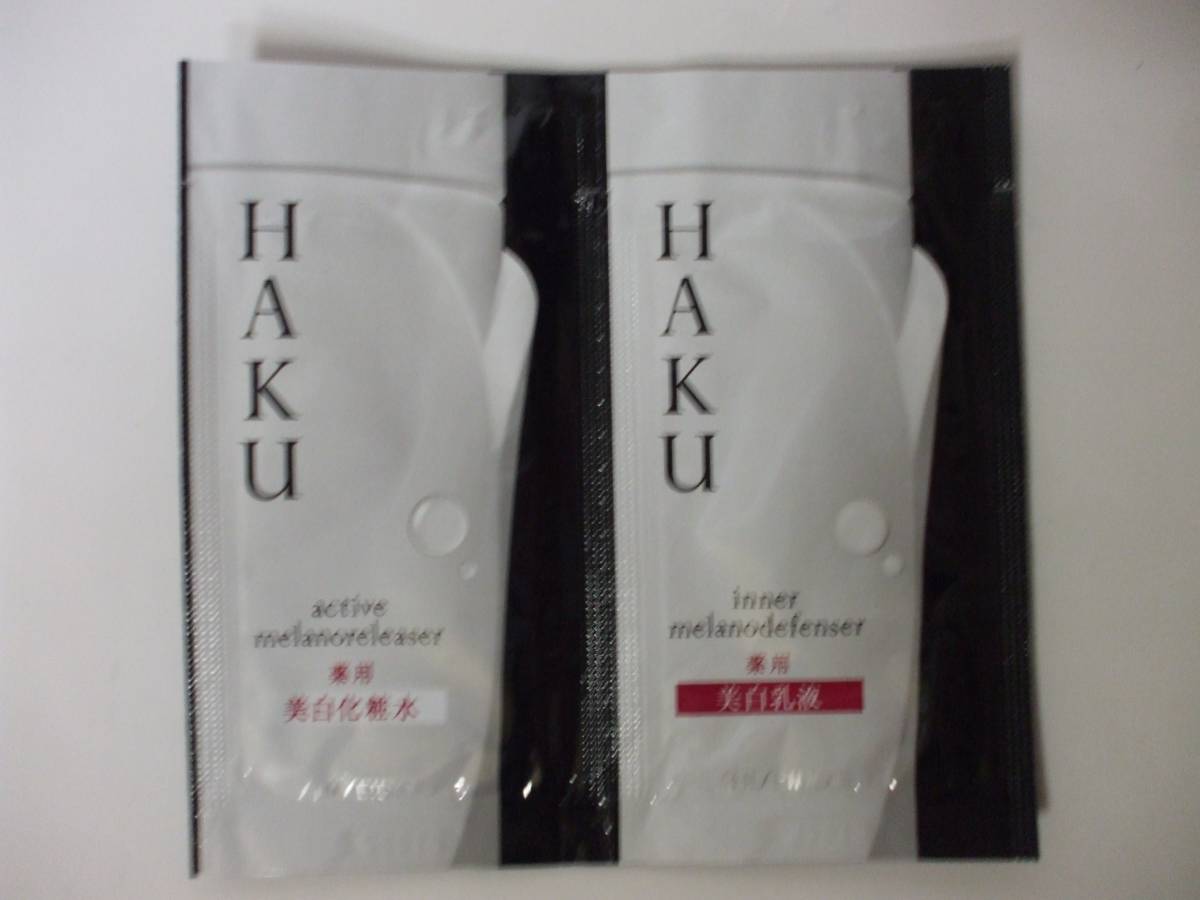 HAKU
active
melanoreleaser
薬用
美白化粧水
HAKU
inner
melanodefenser
薬用
美白乳液